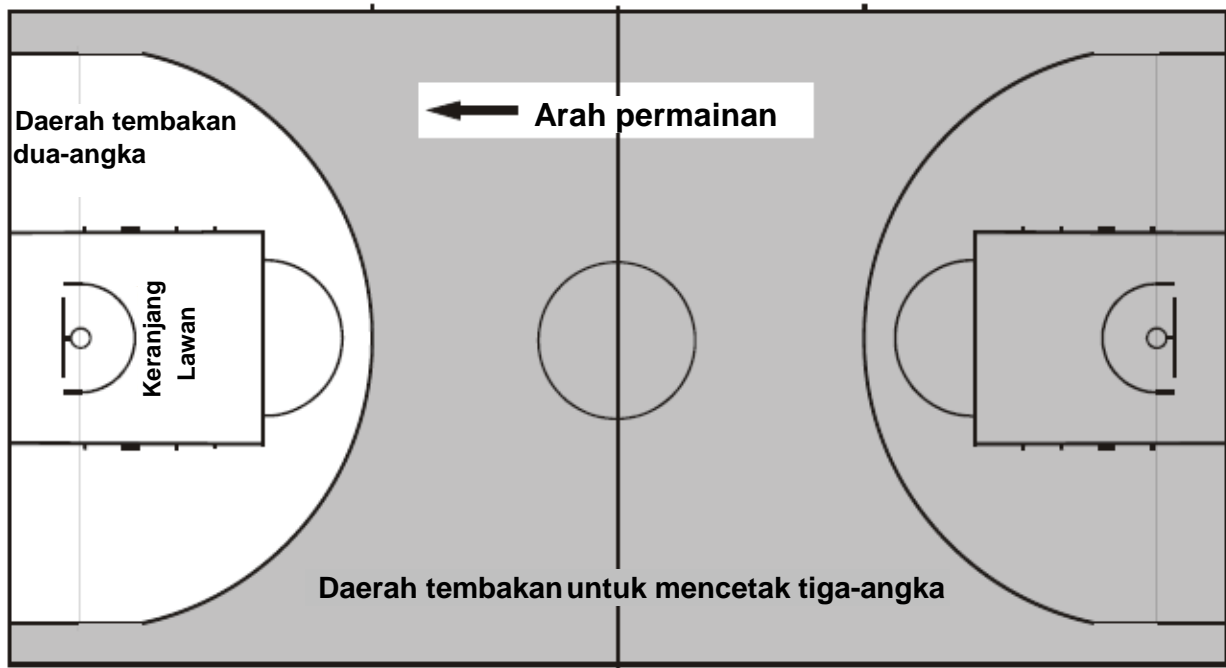 Arah permainan
Daerah tembakan
dua-angka
Keranjang
Lawan
Daerah tembakan untuk mencetak tiga-angka